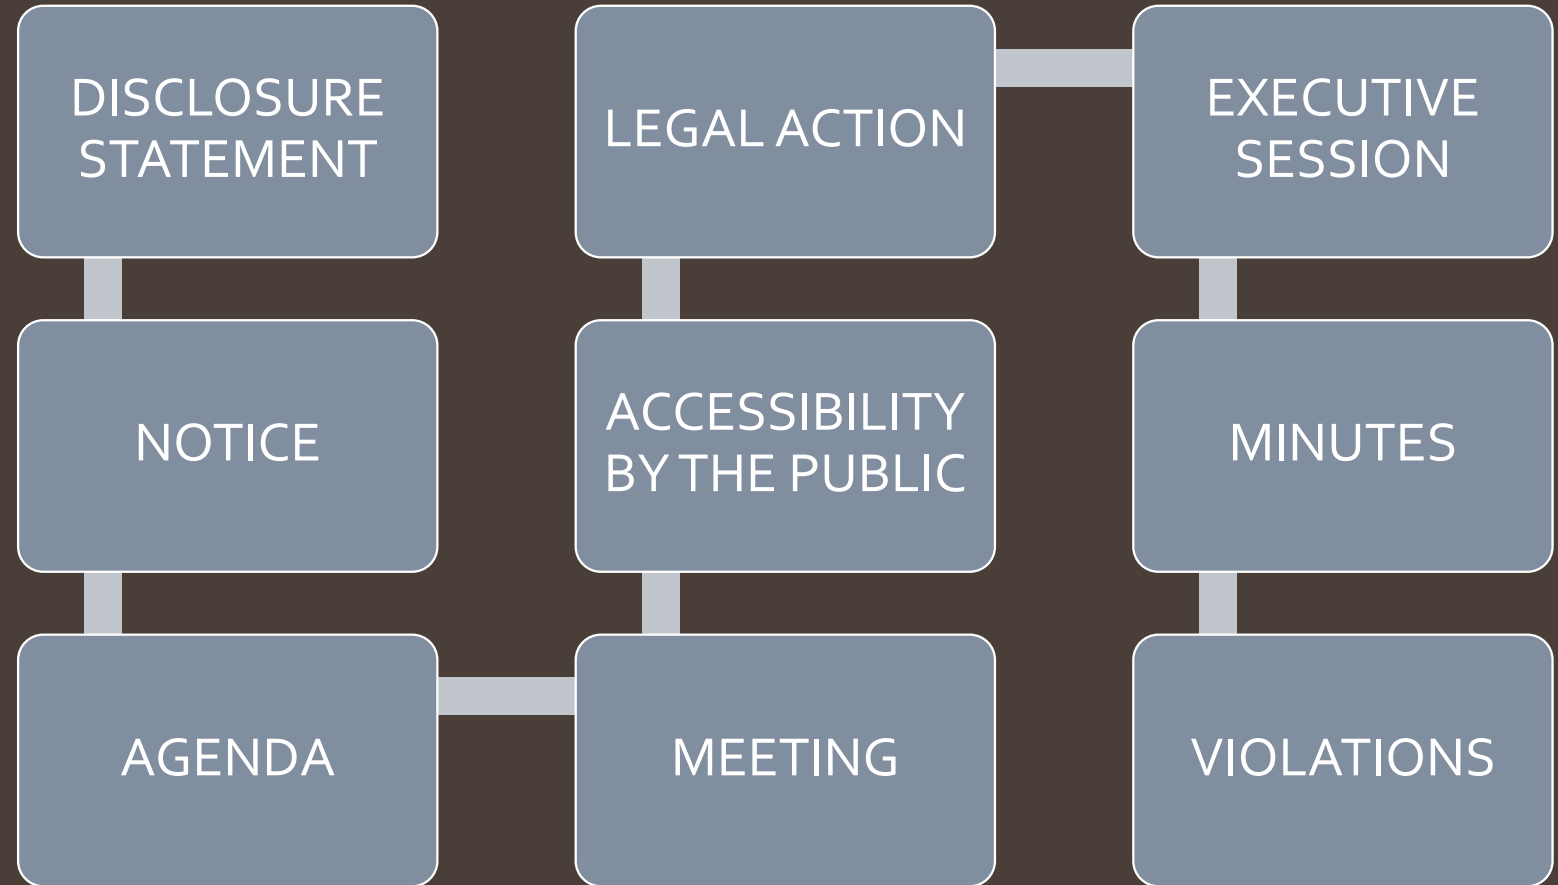 DISCLOSURE
STATEMENT
NOTICE
AGENDA
MEETING
ACCESSIBILITY
BY THE PUBLIC
LEGAL ACTION
EXECUTIVE
SESSION
MINUTES
VIOLATIONS